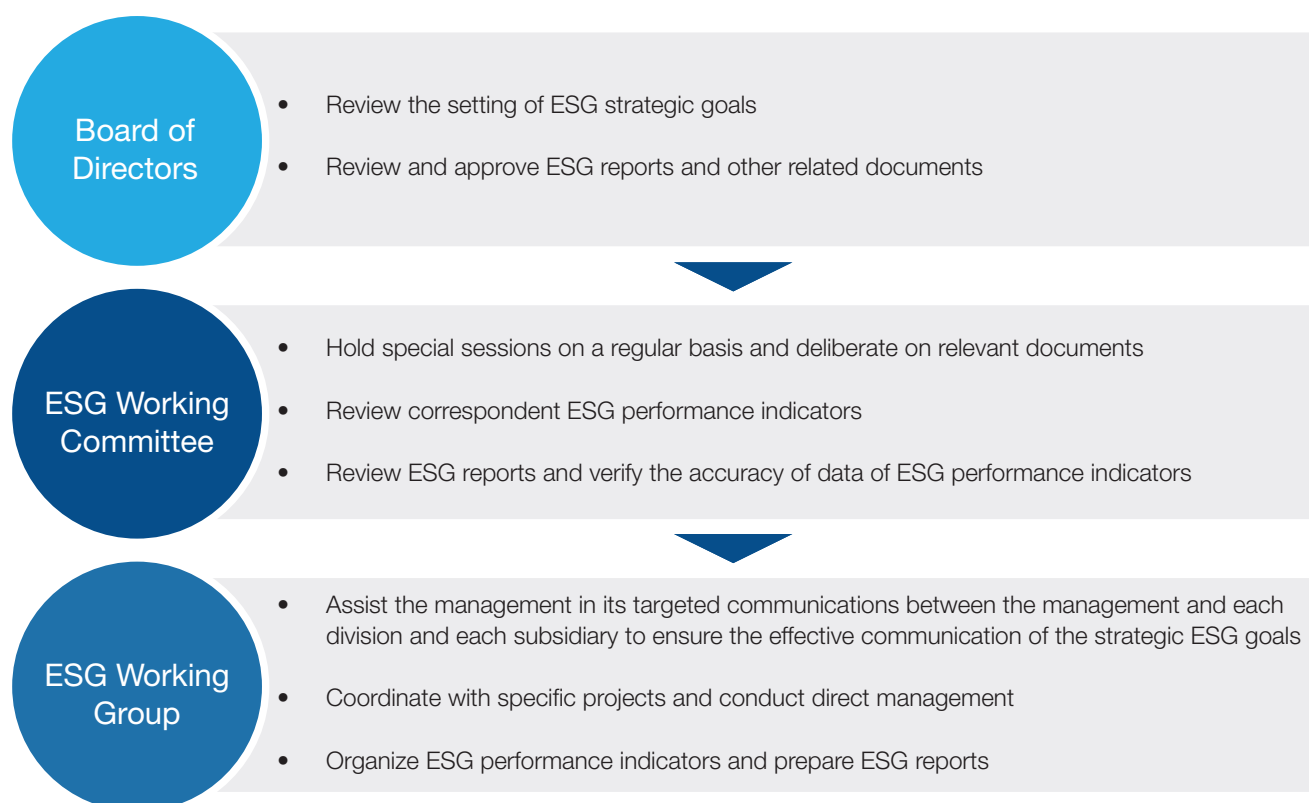 Board of
Directors
• Review the setting of ESG strategic goals
• Review and approve ESG reports and other related documents
ESG Working
Committee
• Hold special sessions on a regular basis and deliberate on relevant documents
• Review correspondent ESG performance indicators
• Review ESG reports and verify the accuracy of data of ESG performance indicators
ESG Working
Group
• Assist the management in its targeted communications between the management and each
division and each subsidiary to ensure the effective communication of the strategic ESG goals
• Coordinate with specific projects and conduct direct management
• Organize ESG performance indicators and prepare ESG reports